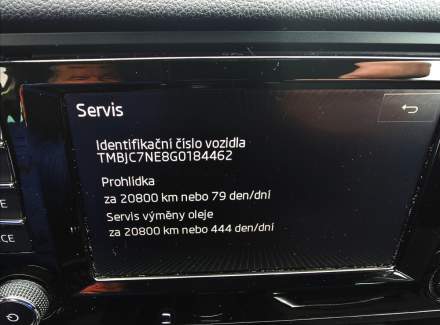 Servis
Identifikační číslo vozidla
TMBJC7NE8G0184462
Prohlídka
za 20800 km nebo 79 den/dní
Servis výměny oleje
za 20800 km nebo 444 den/dní